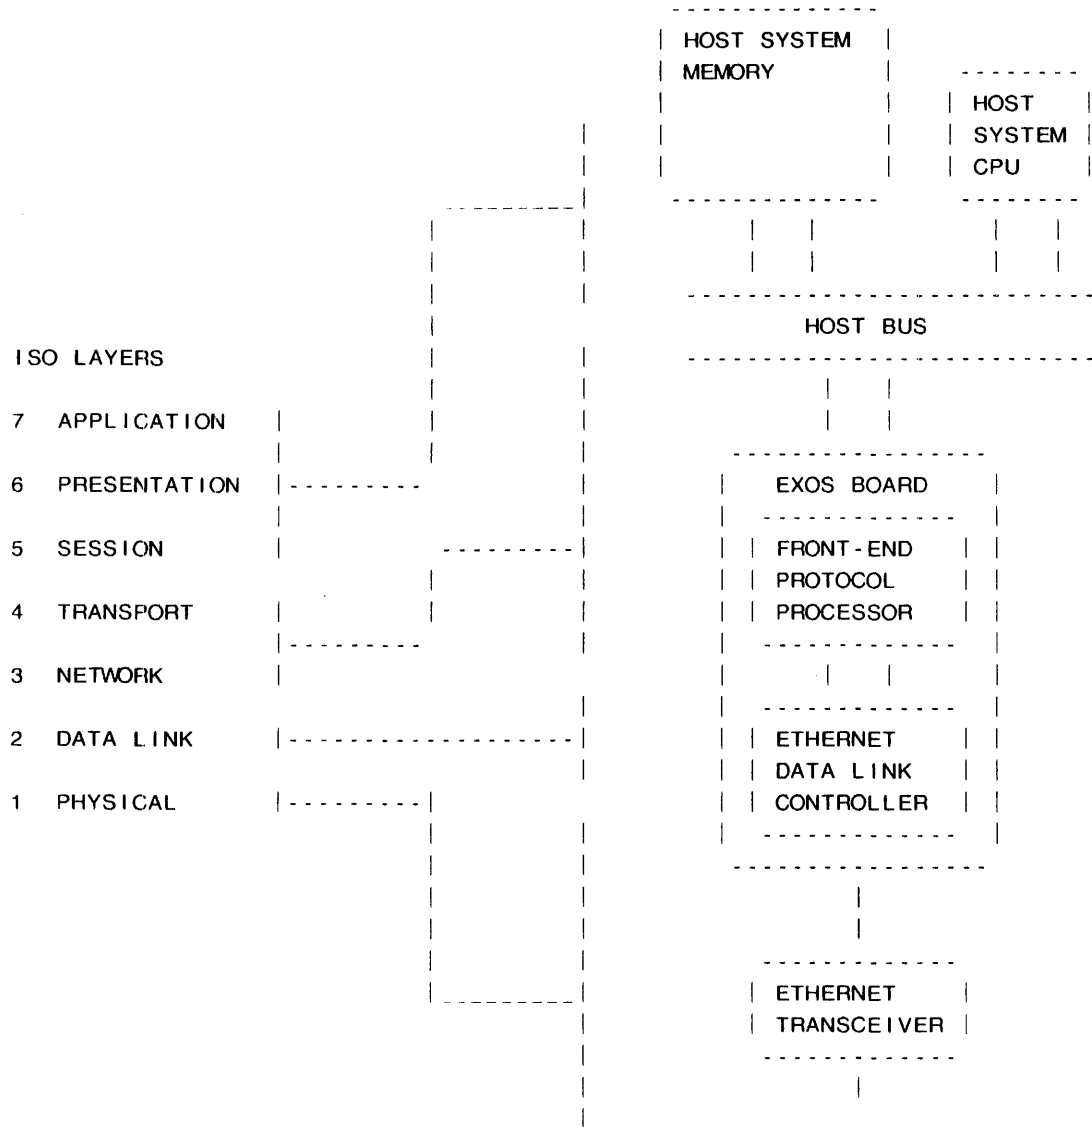 HOST SYSTEM
MEMORY
HOST
SYSTEM
CPU
HOST BUS
ISO LAYERS
7 APPLICATION
6 PRESENTATION
5 SESSION
4 TRANSPORT
3 NETWORK
2 DATA LINK
1 PHYSICAL
EXOS BOARD
FRONT-END
PROTOCOL
PROCESSOR
ETHERNET
DATA LINK
CONTROLLER
ETHERNET
TRANSCEIVER